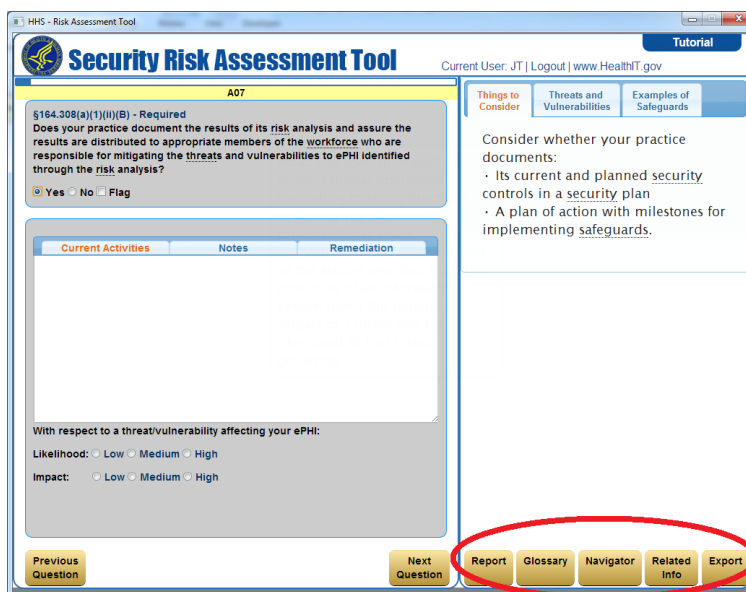 HHS - Risk Assessment Tool
Security Risk Assessment Tool
Tutorial
Current User: JT | Logout | www.HealthIT.gov
A07
§164.308(a)(1)(ii)(B) - Required
Does your practice document the results of its risk analysis and assure the
results are distributed to appropriate members of the workforce who are
responsible for mitigating the threats and vulnerabilities to ePHI identified
through the risk analysis?
Yes No Flag
Current Activities Notes Remediation
With respect to a threat/vulnerability affecting your ePHI:
Likelihood: Low Medium High
Impact: Low Medium High
Previous
Question
Next
Question
Things to
Consider
Threats and
Vulnerabilities
Examples of
Safeguards
Consider whether your practice
documents:
· Its current and planned security
controls in a security plan
· A plan of action with milestones for
implementing safeguards.
Report
Glossary
Navigator
Related
Info
Export